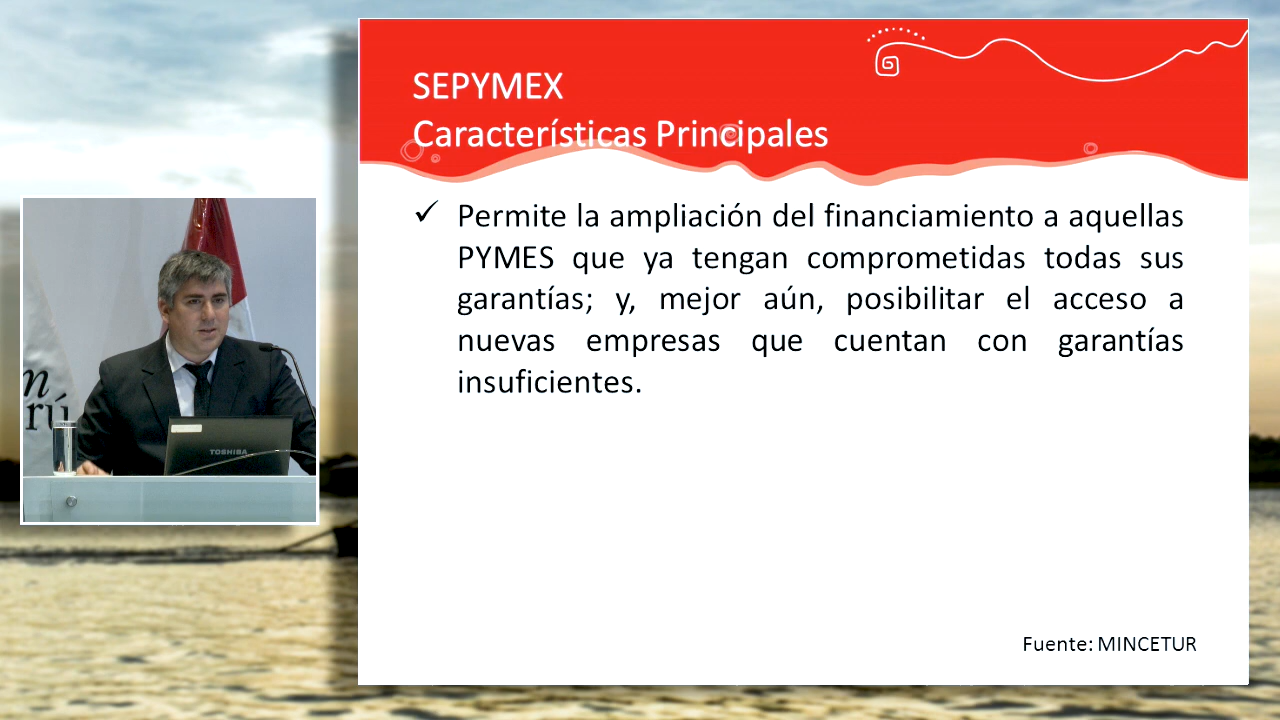 SEPYMEX
Características Principales
✓ Permite la ampliación del financiamiento a aquellas
PYMES que ya tengan comprometidas todas sus
garantías; y, mejor aún, posibilitar el acceso a
nuevas empresas que cuentan con garantías
insuficientes.
Fuente: MINCETUR
n
rú
TOSHIBA